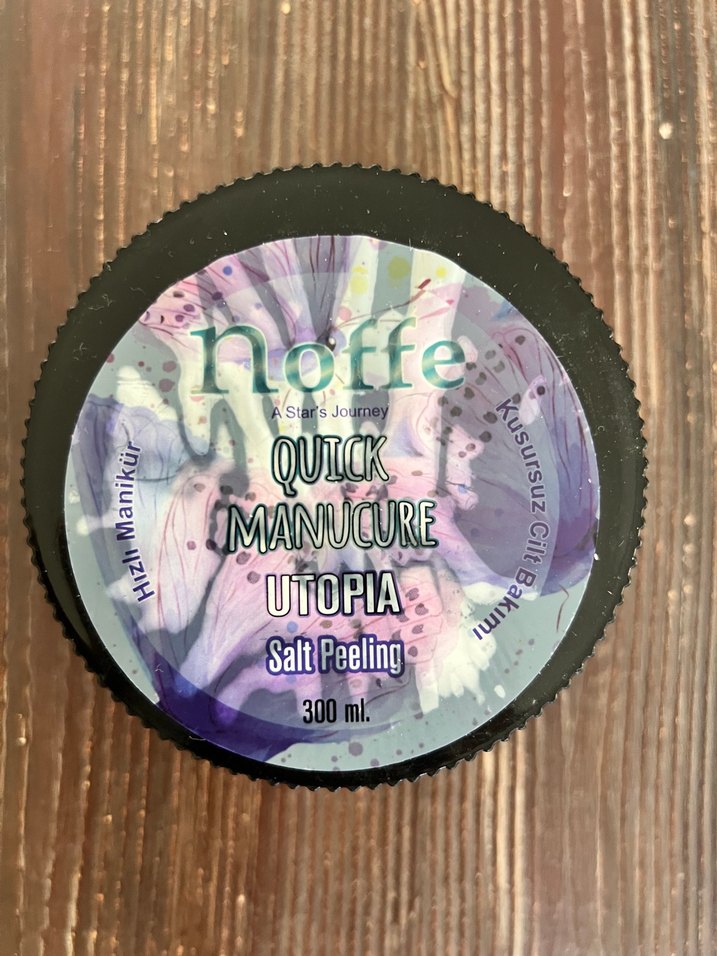 noffe
A Star's Journey
QUICK
MANUCURE
UTOPIA
Salt Peeling
300 ml.
Hızlı Manikür
Kusursuz Cilt Bakımı